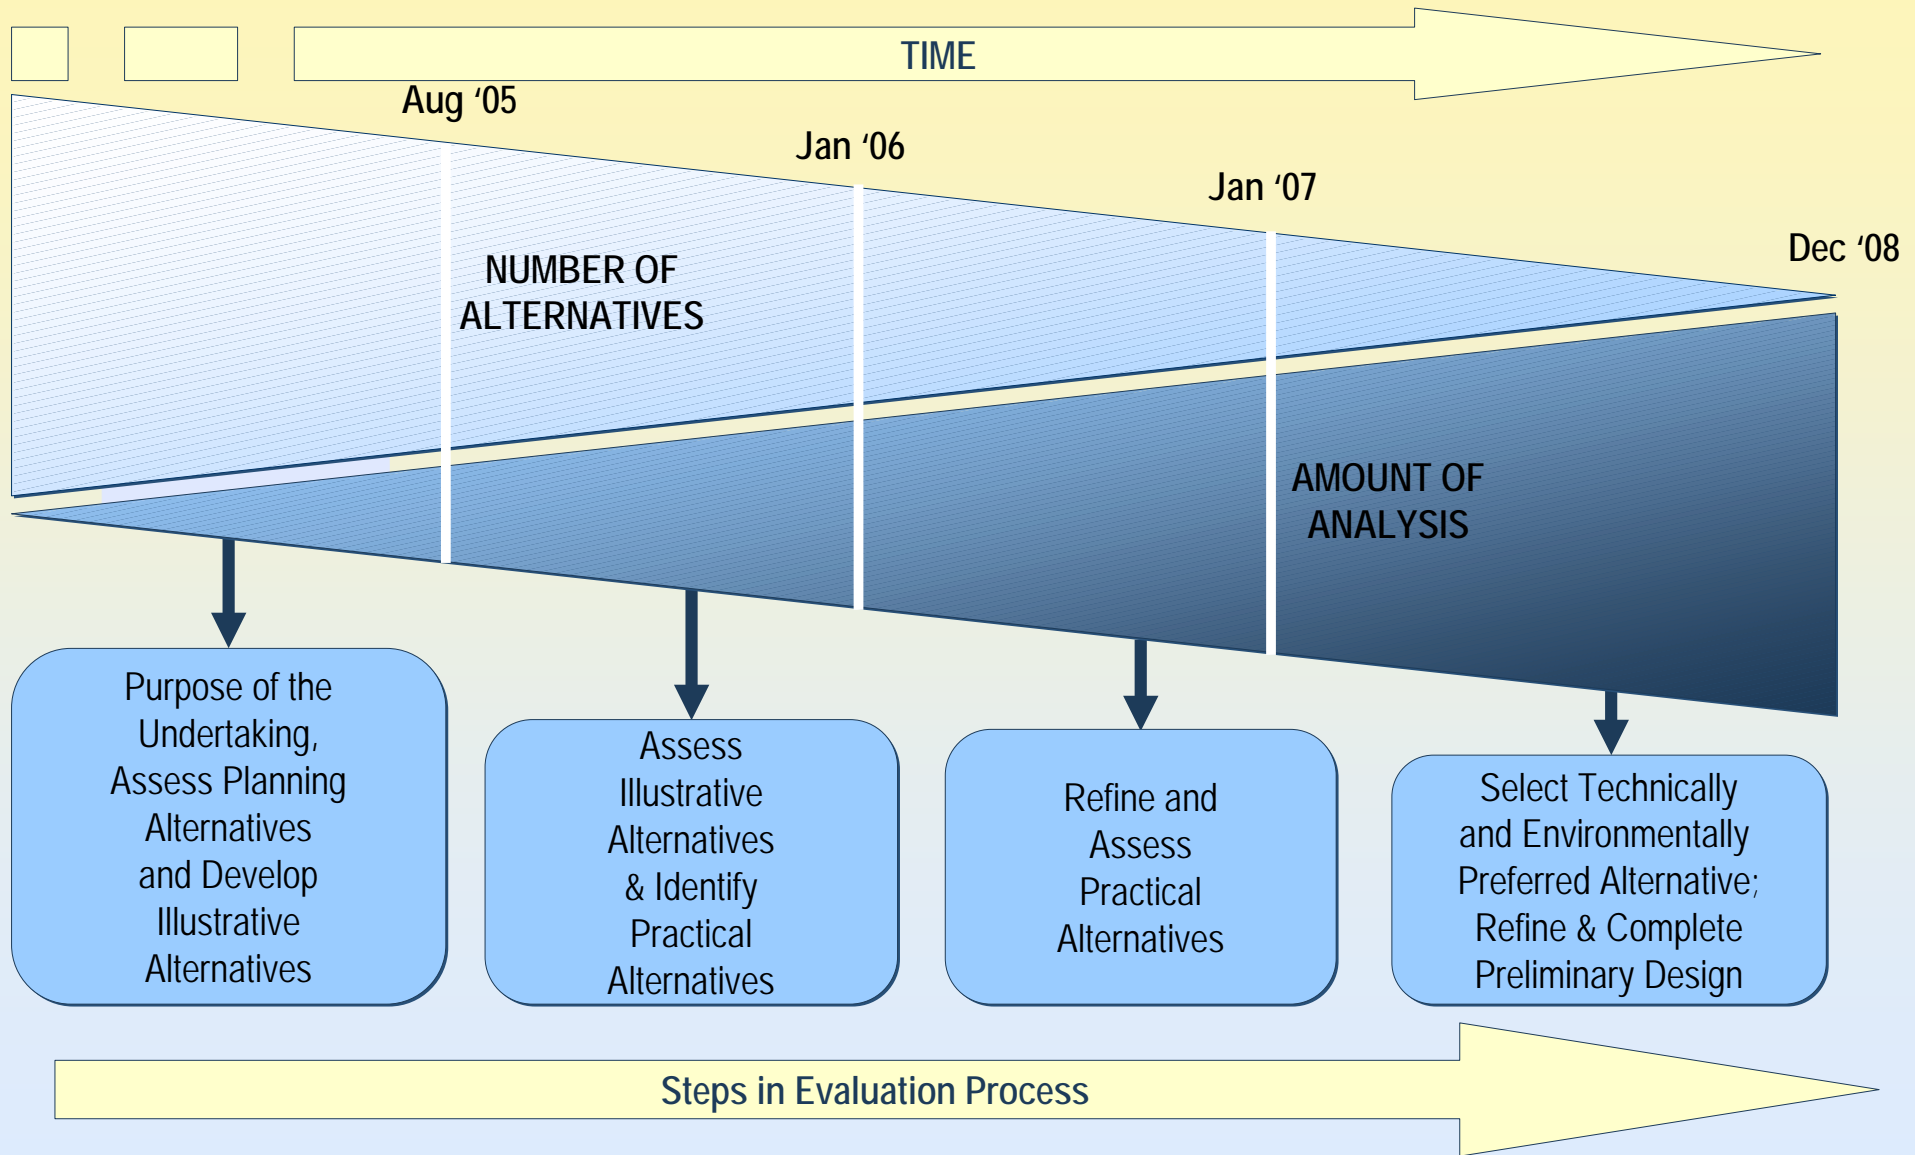 TIME
Aug ‘05
Jan ‘06
Jan ‘07
Dec ‘08
NUMBER OF
ALTERNATIVES
AMOUNT OF
ANALYSIS
Purpose of the
Undertaking,
Assess Planning
Alternatives
and Develop
Illustrative
Alternatives
Assess
Illustrative
Alternatives
& Identify
Practical
Alternatives
Refine and
Assess
Practical
Alternatives
Select Technically
and Environmentally
Preferred Alternative;
Refine & Complete
Preliminary Design
Steps in Evaluation Process